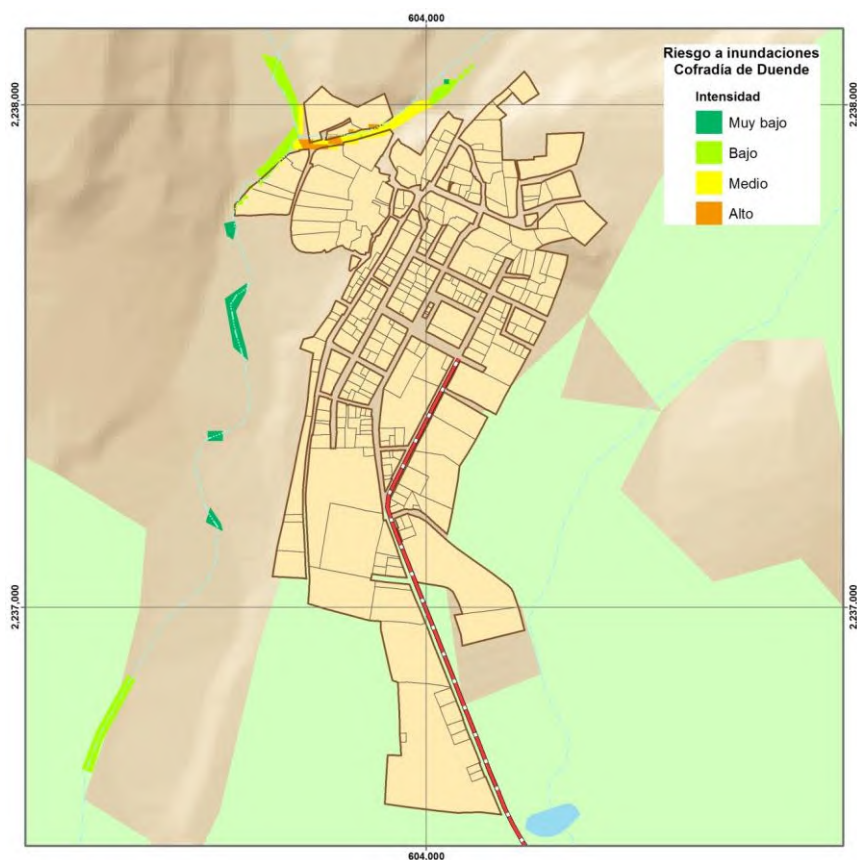 604,000
Riesgo a inundaciones
Cofradía de Duende
Intensidad
Muy bajo
Bajo
Medio
Alto
2,238,000
2,238,000
2,237,000
2,237,000
604,000